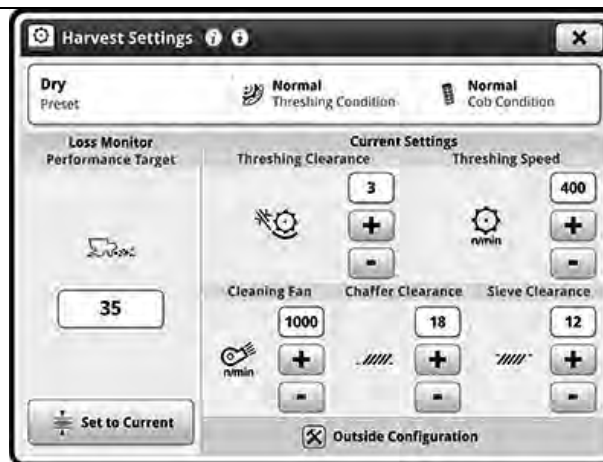 Harvest Settings
Dry
Preset
Normal
Threshing Condition
Normal
Cob Condition
Loss Monitor
Performance Target
35
Set to Current
Current Settings
Threshing Clearance
3
+
-
Threshing Speed
400
n/min
+
-
Cleaning Fan
1000
n/min
+
-
Chaffer Clearance
18
+
-
Sieve Clearance
12
+
-
Outside Configuration